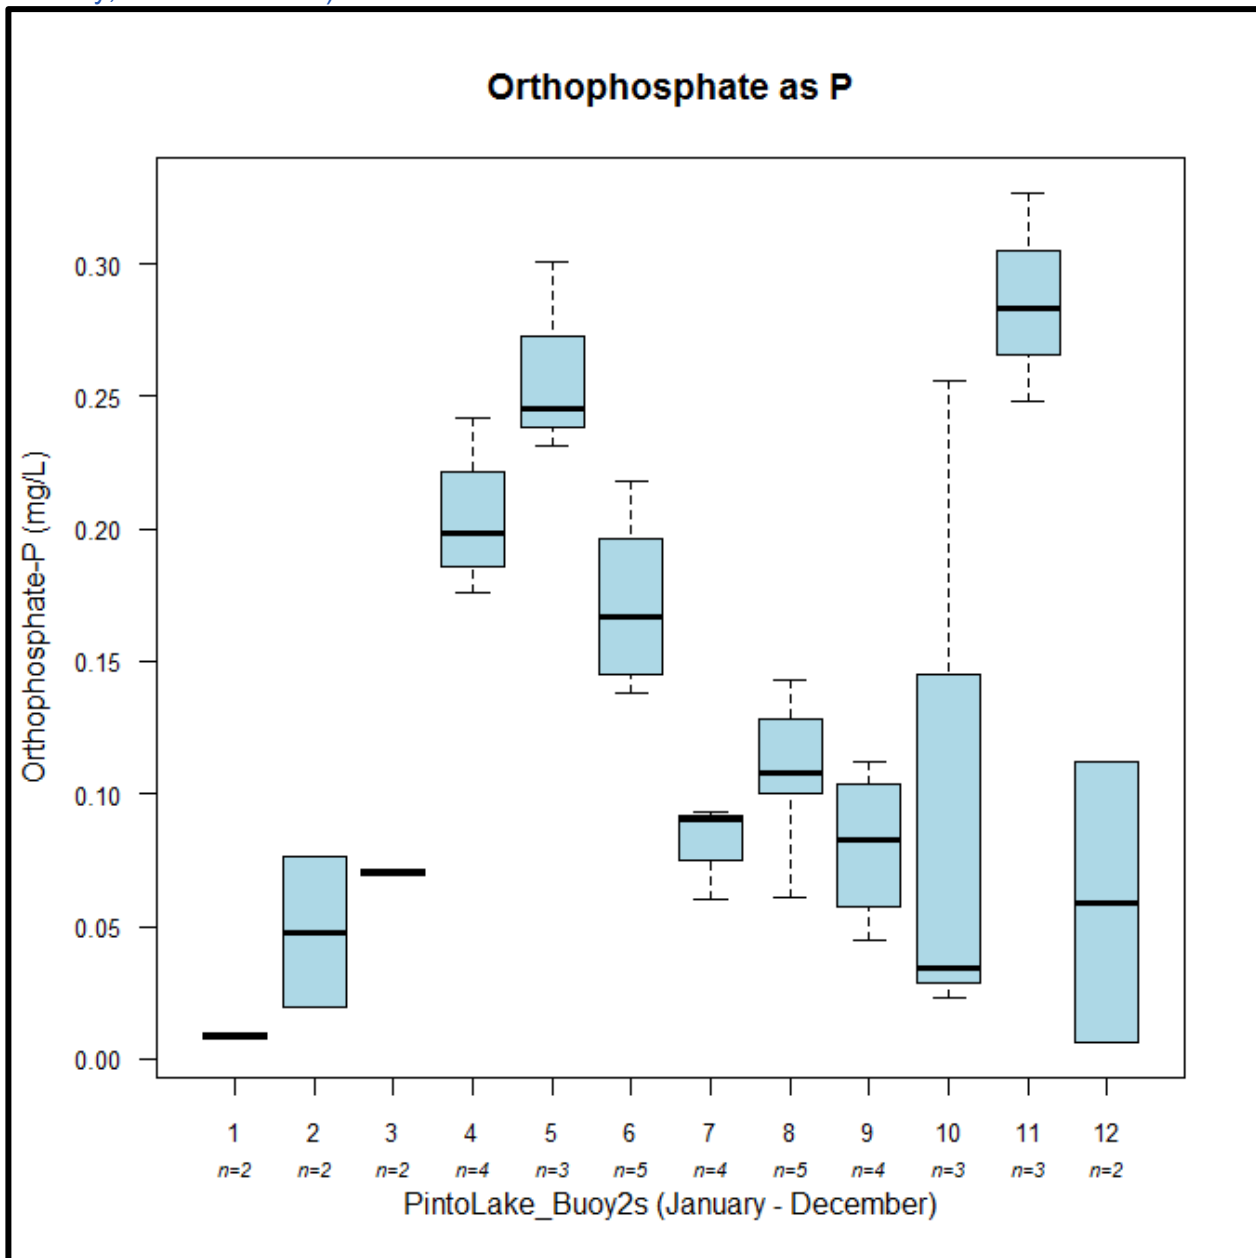 Orthophosphate as P
Orthophosphate-P (mg/L)
0.30
0.25
0.20
0.15
0.10
0.05
0.00
1 2 3 4 5 6 7 8 9 10 11 12
n=2 n=2 n=2 n=4 n=3 n=5 n=4 n=5 n=4 n=3 n=3 n=2
PintoLake_Buoy2s (January - December)